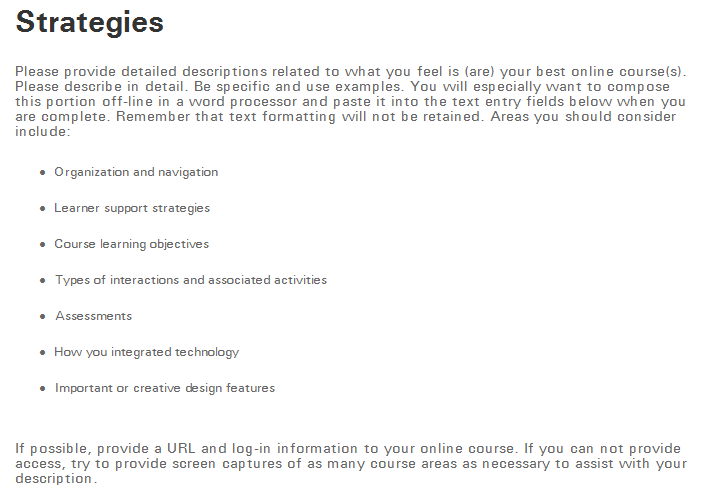 Strategies
Please provide detailed descriptions related to what you feel is (are) your best online course(s).
Please describe in detail. Be specific and use examples. You will especially want to compose
this portion off-line in a word processor and paste it into the text entry fields below when you
are complete. Remember that text formatting will not be retained. Areas you should consider
include:
• Organization and navigation
• Learner support strategies
• Course learning objectives
• Types of interactions and associated activities
• Assessments
• How you integrated technology
• Important or creative design features
If possible, provide a URL and log-in information to your online course. If you can not provide
access, try to provide screen captures of as many course areas as necessary to assist with your
description.